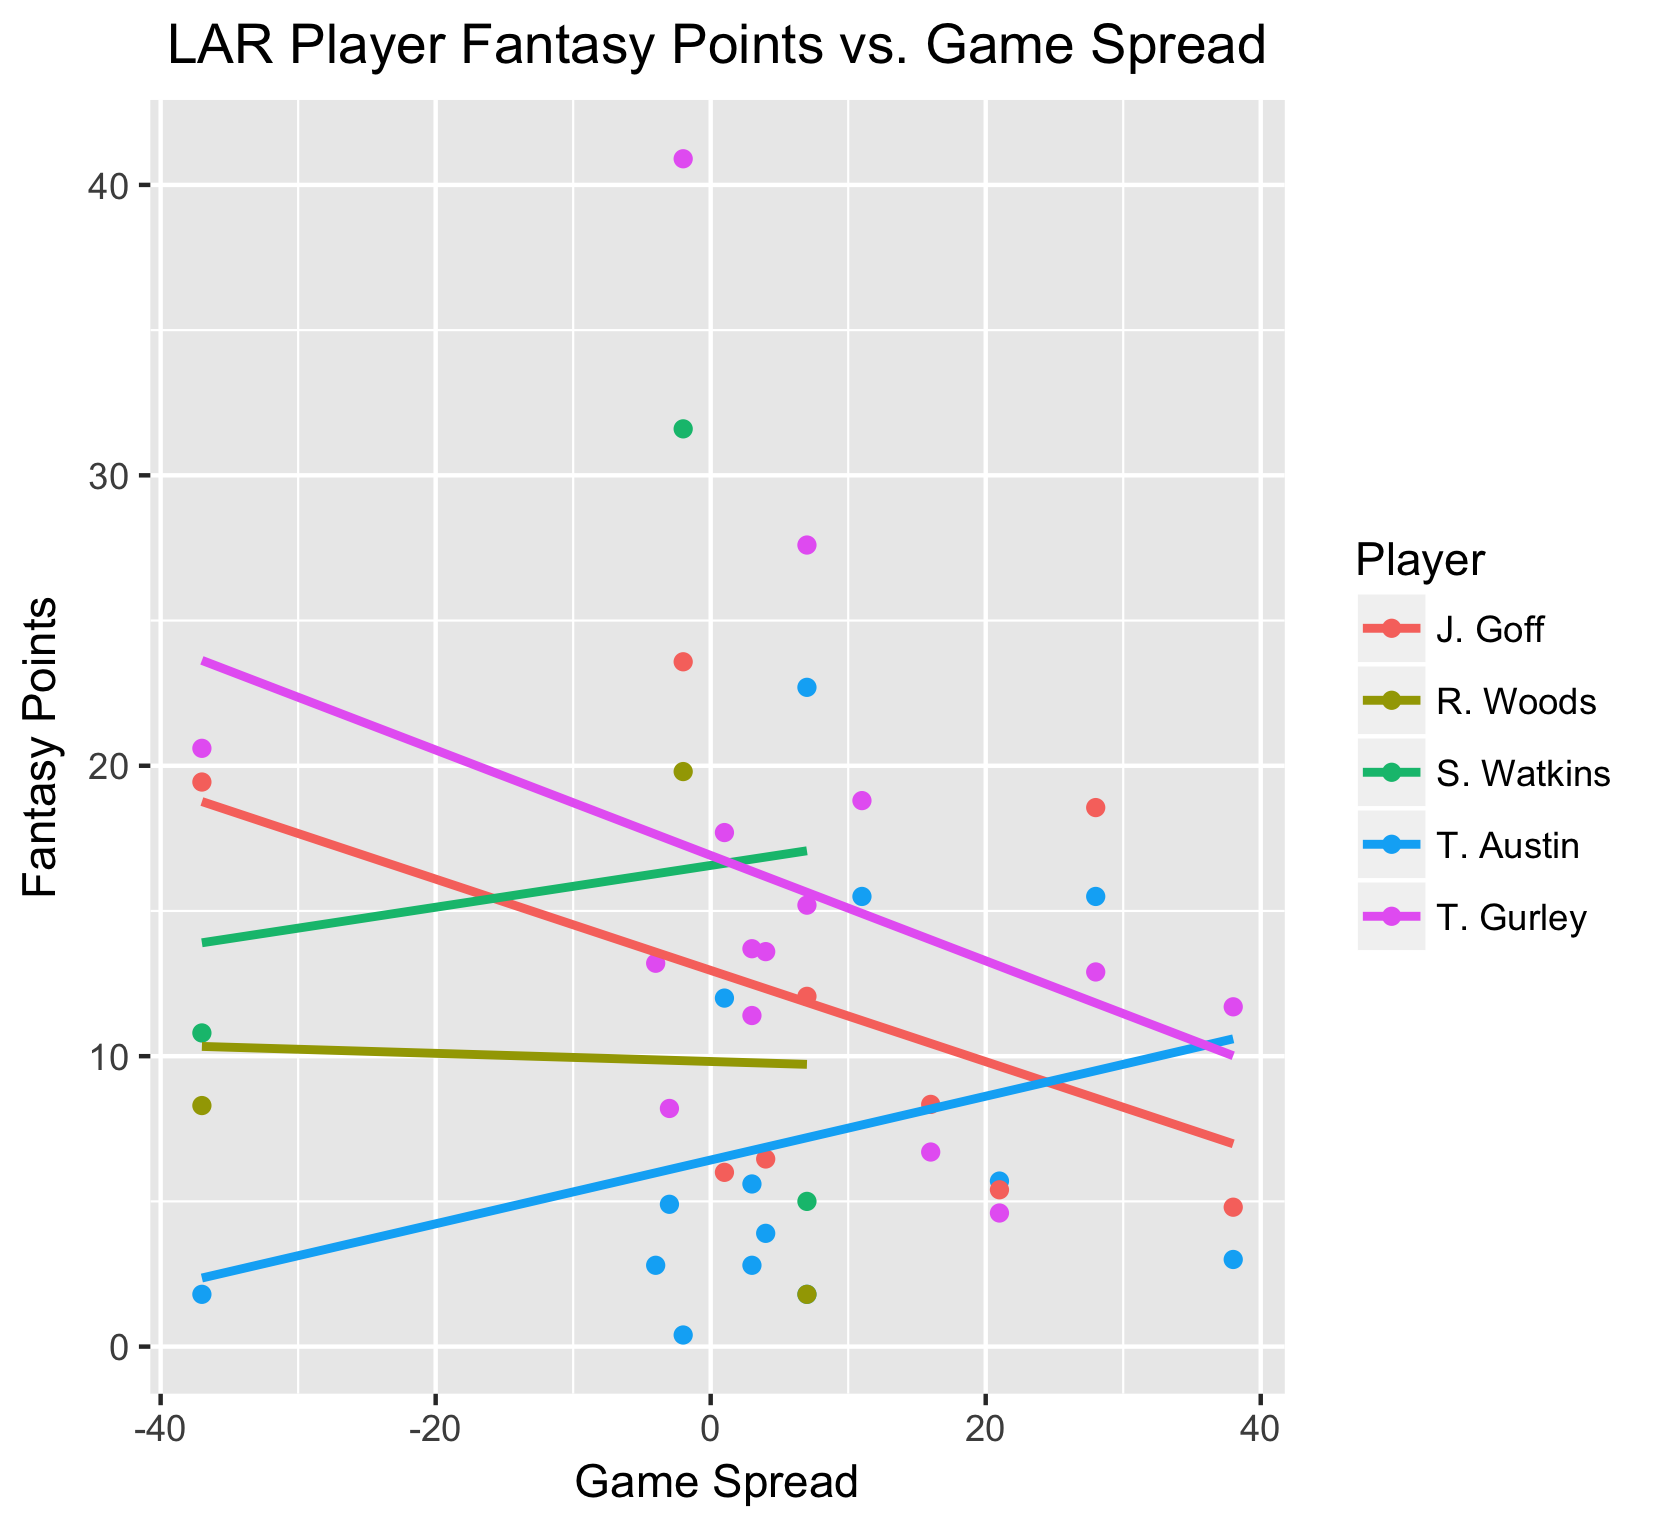 LAR Player Fantasy Points vs. Game Spread
Fantasy Points
40
30
20
10
0
-40
-20
0
20
40
Game Spread
Player
J. Goff
R. Woods
S. Watkins
T. Austin
T. Gurley